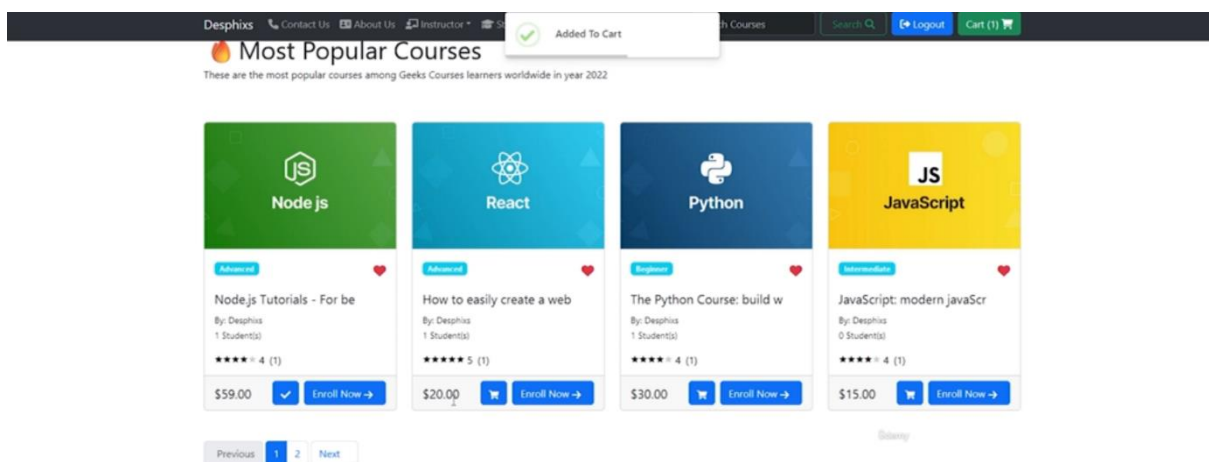 Desphixs Contact Us About Us Instructor
Added To Cart
Search Logout Cart (1)
Most Popular Courses
These are the most popular courses among Geeks Courses learners worldwide in year 2022
JS
Node js
React
Python
JS
JavaScript
Advanced
Advanced
Beginner
Intermediate
Node.js Tutorials - For be
How to easily create a web
The Python Course: build w
JavaScript: modern javaScr
By: Desphixs
By: Desphixs
By: Desphixs
By: Desphixs
1 Student(s)
1 Student(s)
1 Student(s)
0 Student(s)
4 (1)
5 (1)
4 (1)
4 (1)
$59.00 Enroll Now
$20.00 Enroll Now
$30.00 Enroll Now
$15.00 Enroll Now
Udemy
Previous 1 2 Next